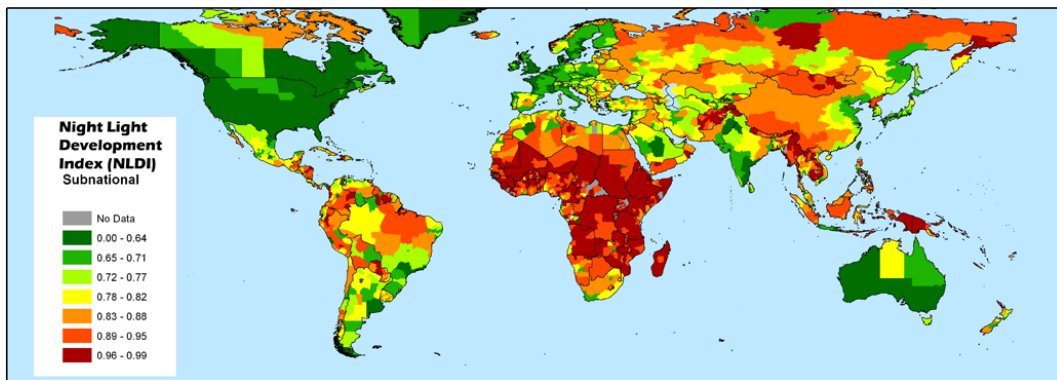 Night Light
Development
Index (NLDI)
Subnational
No Data
0.00 - 0.64
0.65 - 0.71
0.72 - 0.77
0.78 - 0.82
0.83 - 0.88
0.89 - 0.95
0.96 - 0.99